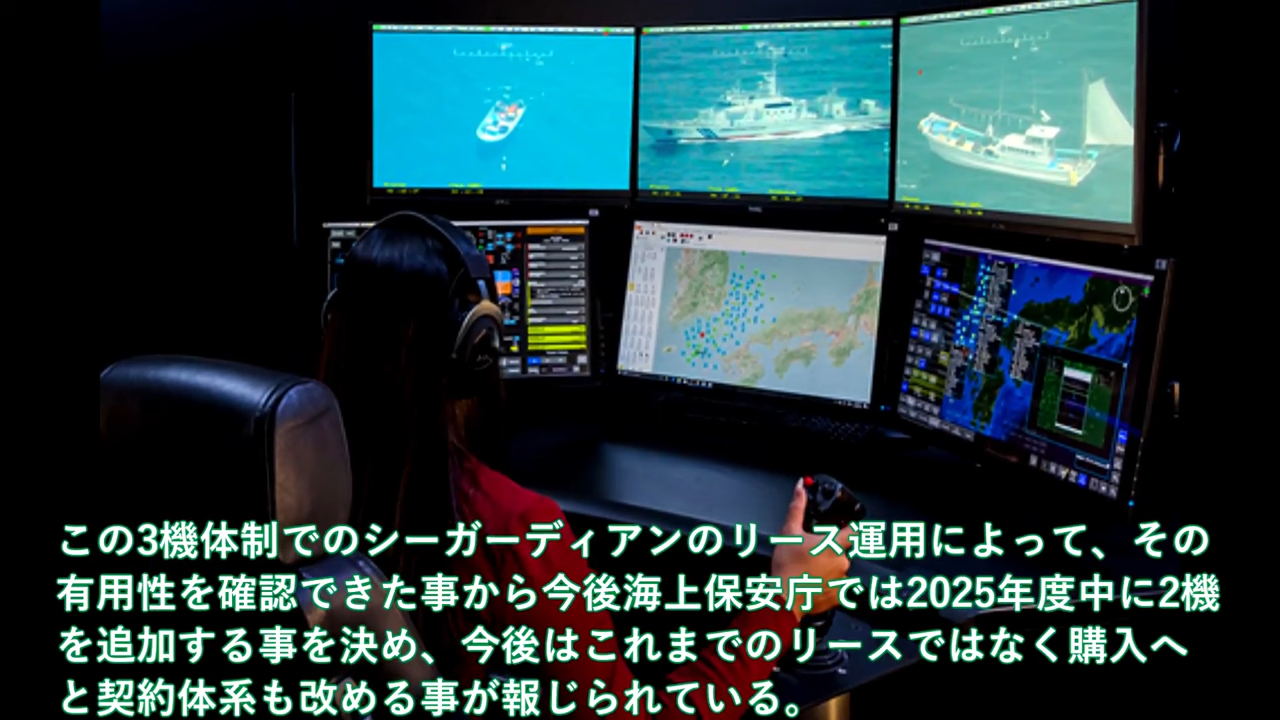 この3機体制でのシーガーディアンのリース運用によって、その
有用性を確認できた事から今後海上保安庁では2025年度中に2機
を追加する事を決め、今後はこれまでのリースではなく購入へ
と契約体系も改める事が報じられている。